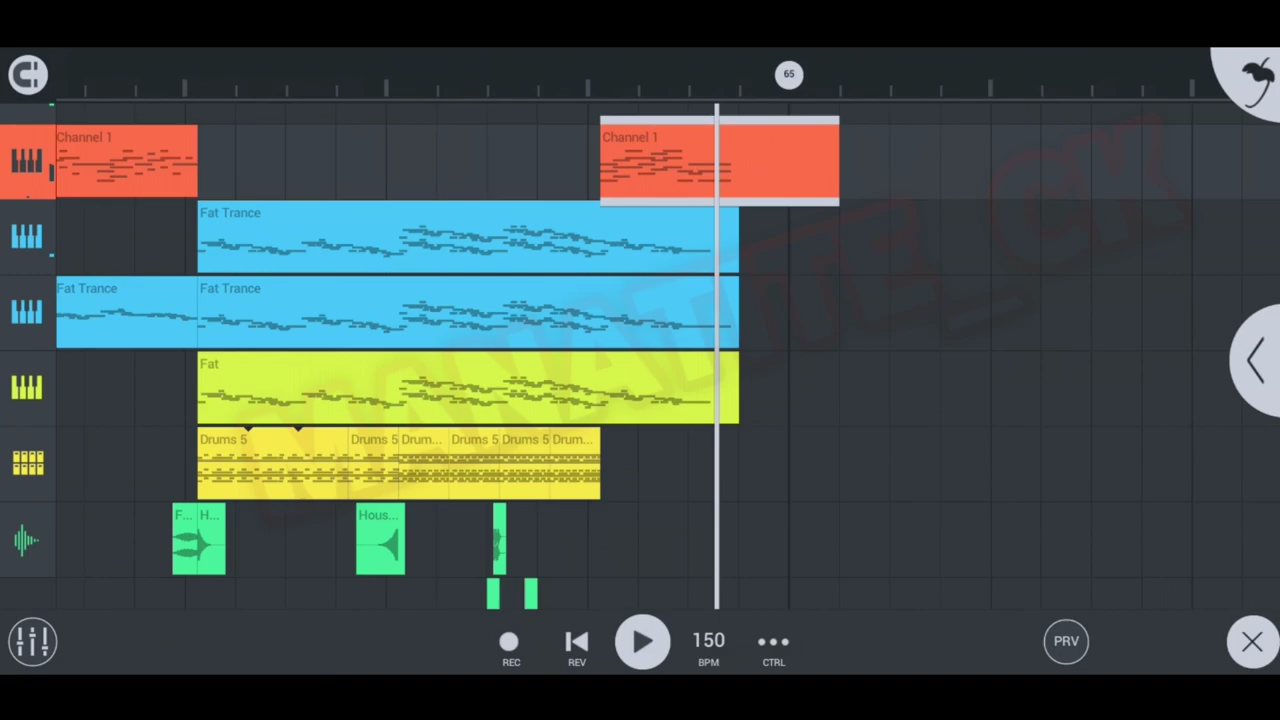 65
Channel 1
Channel 1
Fat Trance
Fat Trance
Fat Trance
Fat
Drums 5
Drums 5
Drum...
Drums 5
Drums 5
Drum...
F...
H...
Hous...
REC
REV
150
BPM
CTRL
PRV